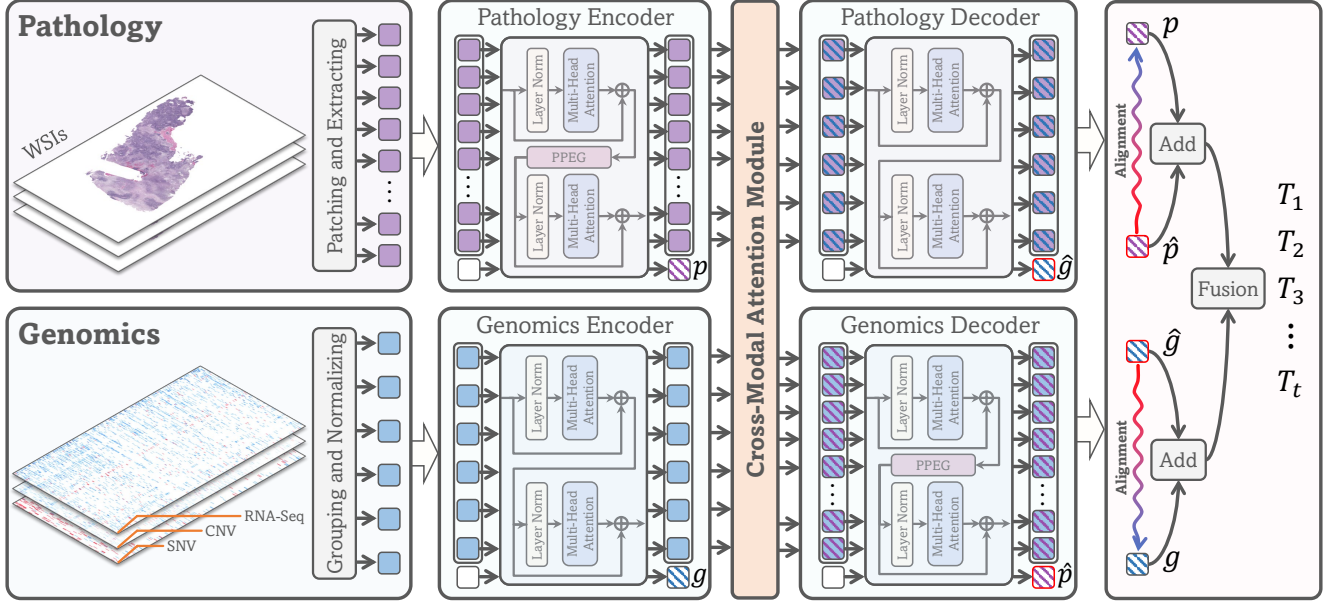 Pathology
WSIs
Patching and Extracting
Pathology Encoder
Layer Norm
Multi-Head
Attention
PPEG
Layer Norm
Multi-Head
Attention
p
Cross-Modal Attention Module
Pathology Decoder
Layer Norm
Multi-Head
Attention
Layer Norm
Multi-Head
Attention
ĝ
Genomics
RNA-Seq
CNV
SNV
Grouping and Normalizing
Genomics Encoder
Layer Norm
Multi-Head
Attention
Layer Norm
Multi-Head
Attention
g
Genomics Decoder
Layer Norm
Multi-Head
Attention
PPEG
Layer Norm
Multi-Head
Attention
p̂
p
Alignment
Add
p̂
Fusion
ĝ
Alignment
Add
g
T₁
T₂
T₃
⋮
Tₜ